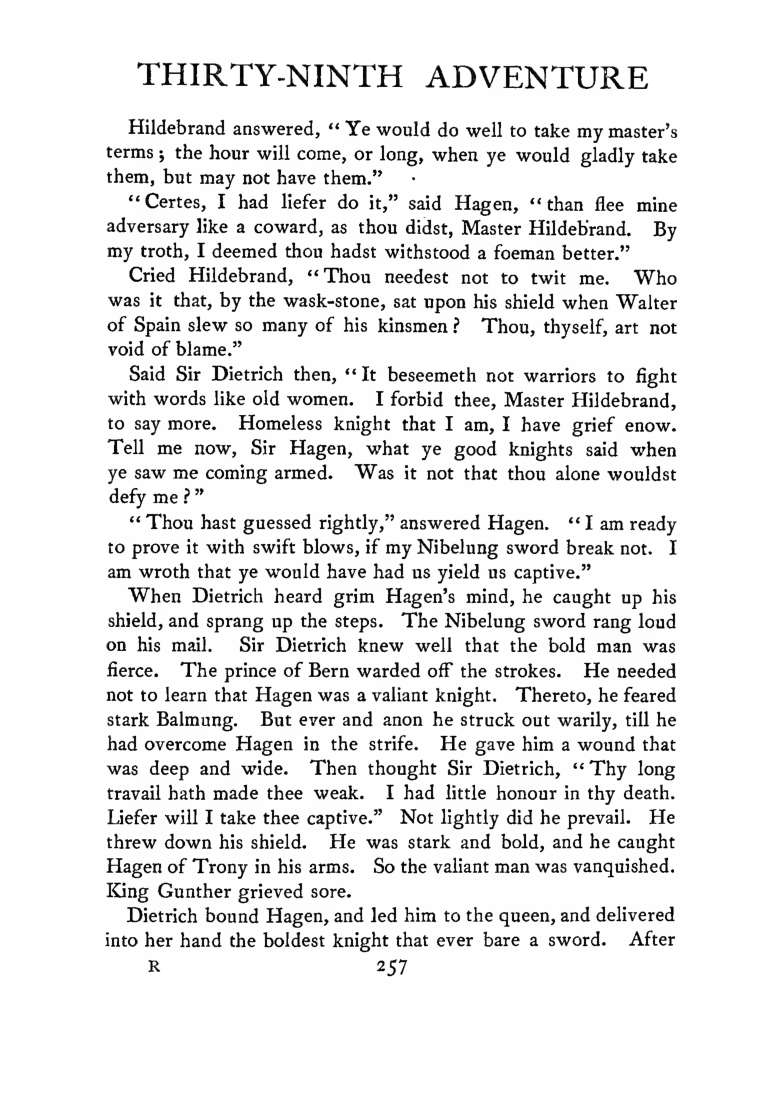 THIRTY-NINTH ADVENTURE
Hildebrand answered, “ Ye would do well to take my master’s
terms ; the hour will come, or long, when ye would gladly take
them, but may not have them.”
“ Certes, I had liefer do it,” said Hagen, “ than flee mine
adversary like a coward, as thou didst, Master Hildebrand. By
my troth, I deemed thou hadst withstood a foeman better.”
Cried Hildebrand, “ Thou needest not to twit me. Who
was it that, by the wask-stone, sat upon his shield when Walter
of Spain slew so many of his kinsmen ? Thou, thyself, art not
void of blame.”
Said Sir Dietrich then, “ It beseemeth not warriors to fight
with words like old women. I forbid thee, Master Hildebrand,
to say more. Homeless knight that I am, I have grief enow.
Tell me now, Sir Hagen, what ye good knights said when
ye saw me coming armed. Was it not that thou alone wouldst
defy me ? ”
“ Thou hast guessed rightly,” answered Hagen. “ I am ready
to prove it with swift blows, if my Nibelung sword break not. I
am wroth that ye would have had us yield us captive.”
When Dietrich heard grim Hagen’s mind, he caught up his
shield, and sprang up the steps. The Nibelung sword rang loud
on his mail. Sir Dietrich knew well that the bold man was
fierce. The prince of Bern warded off the strokes. He needed
not to learn that Hagen was a valiant knight. Thereto, he feared
stark Balmung. But ever and anon he struck out warily, till he
had overcome Hagen in the strife. He gave him a wound that
was deep and wide. Then thought Sir Dietrich, “ Thy long
travail hath made thee weak. I had little honour in thy death.
Liefer will I take thee captive.” Not lightly did he prevail. He
threw down his shield. He was stark and bold, and he caught
Hagen of Trony in his arms. So the valiant man was vanquished.
King Gunther grieved sore.
Dietrich bound Hagen, and led him to the queen, and delivered
into her hand the boldest knight that ever bare a sword. After
R 257